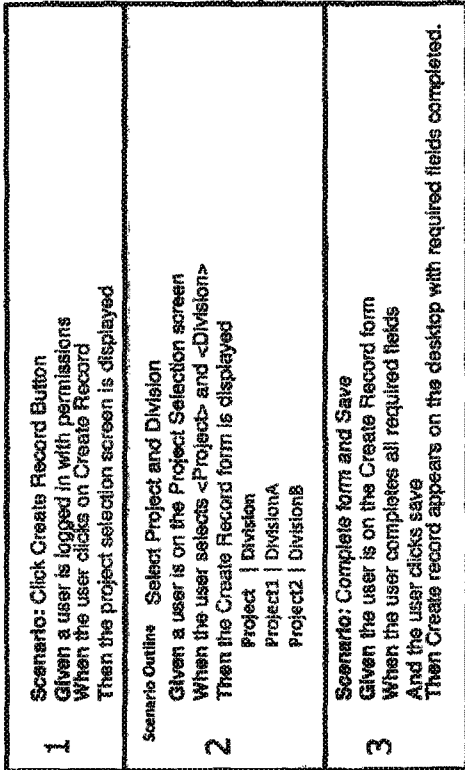 1
Scenario: Click Create Record Button
Given a user is logged in with permissions
When the user clicks on Create Record
Then the project selection screen is displayed
2
Scenario Outline Select Project and Division
Given a user is on the Project Selection screen
When the user selects <Project> and <Division>
Then the Create Record form is displayed
Project | Division
Project1 | DivisionA
Project2 | DivisionB
3
Scenario: Complete form and Save
Given the user is on the Create Record form
When the user completes all required fields
And the user clicks save
Then Create record appears on the desktop with required fields completed.